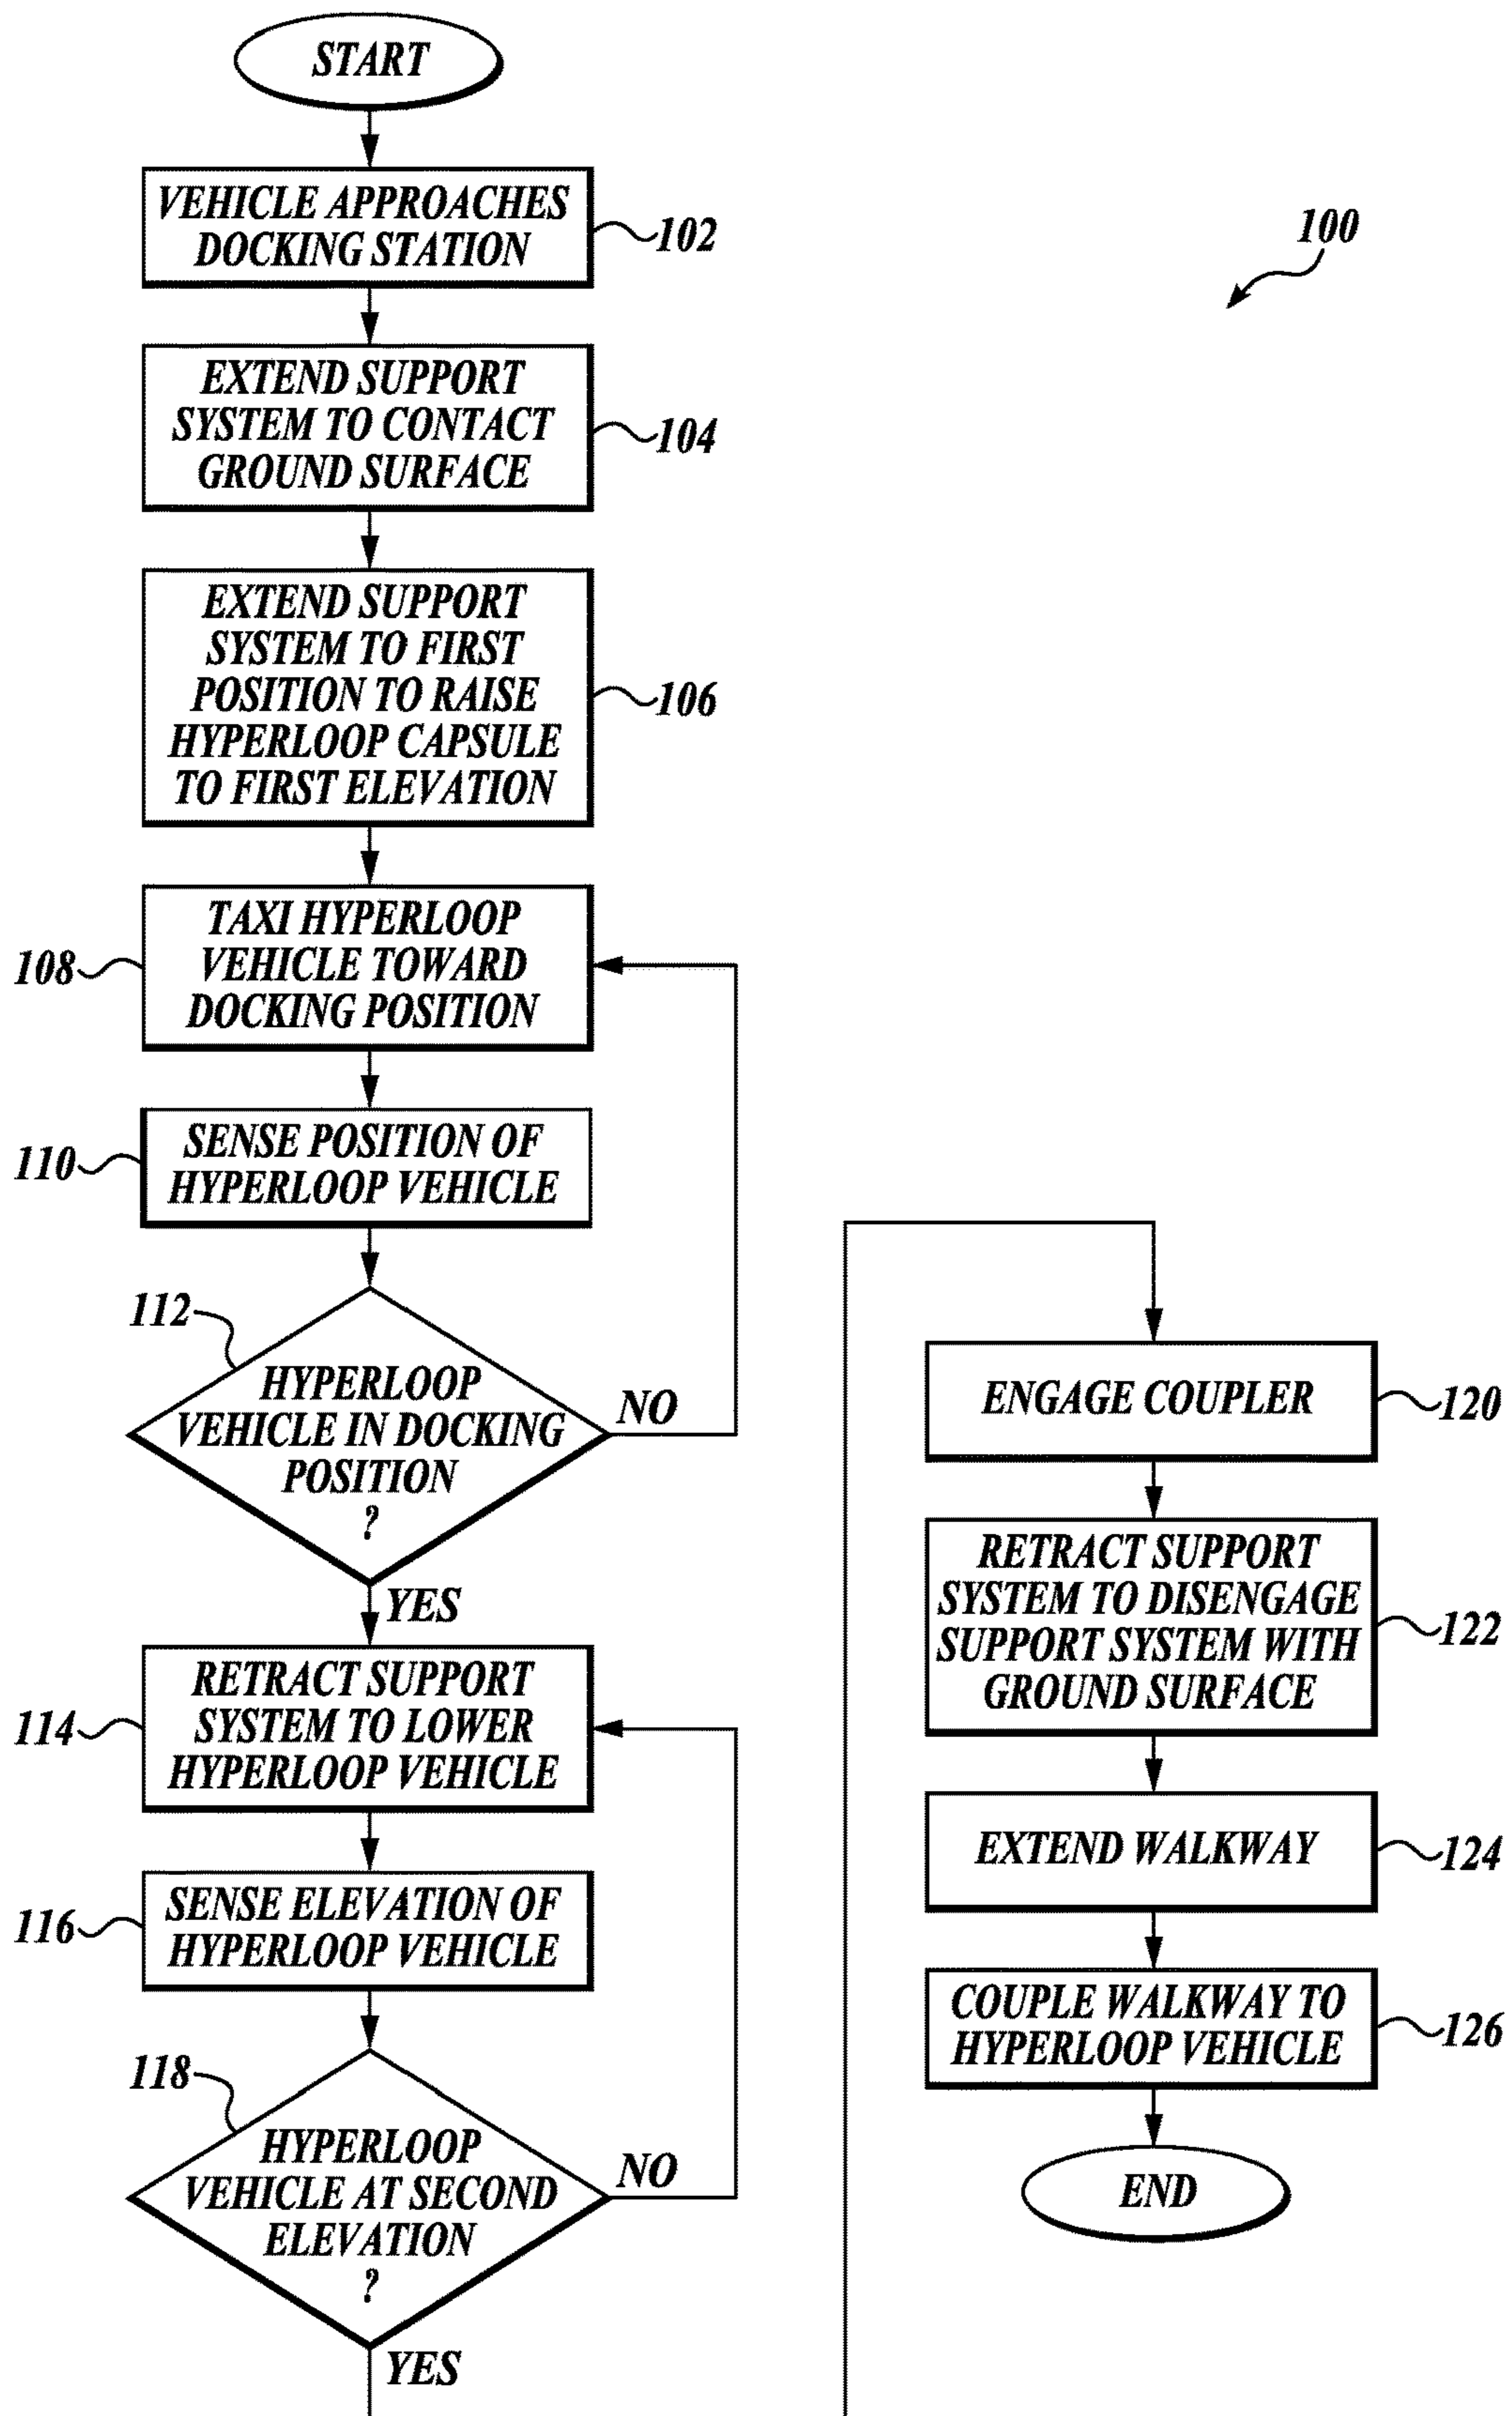 START
VEHICLE APPROACHES
DOCKING STATION
102
100
EXTEND SUPPORT
SYSTEM TO CONTACT
GROUND SURFACE
104
EXTEND SUPPORT
SYSTEM TO FIRST
POSITION TO RAISE
HYPERLOOP CAPSULE
TO FIRST ELEVATION
106
TAXI HYPERLOOP
VEHICLE TOWARD
DOCKING POSITION
108
SENSE POSITION OF
HYPERLOOP VEHICLE
110
112
HYPERLOOP
VEHICLE IN DOCKING
POSITION
?
NO
YES
RETRACT SUPPORT
SYSTEM TO LOWER
HYPERLOOP VEHICLE
114
SENSE ELEVATION OF
HYPERLOOP VEHICLE
116
118
HYPERLOOP
VEHICLE AT SECOND
ELEVATION
?
NO
YES
ENGAGE COUPLER
120
RETRACT SUPPORT
SYSTEM TO DISENGAGE
SUPPORT SYSTEM WITH
GROUND SURFACE
122
EXTEND WALKWAY
124
COUPLE WALKWAY TO
HYPERLOOP VEHICLE
126
END